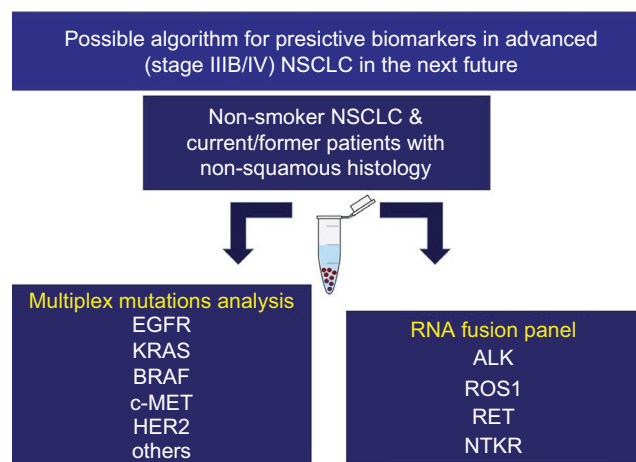 Possible algorithm for presictive biomarkers in advanced
(stage IIIB/IV) NSCLC in the next future
Non-smoker NSCLC &
current/former patients with
non-squamous histology
Multiplex mutations analysis
EGFR
KRAS
BRAF
c-MET
HER2
others
RNA fusion panel
ALK
ROS1
RET
NTKR